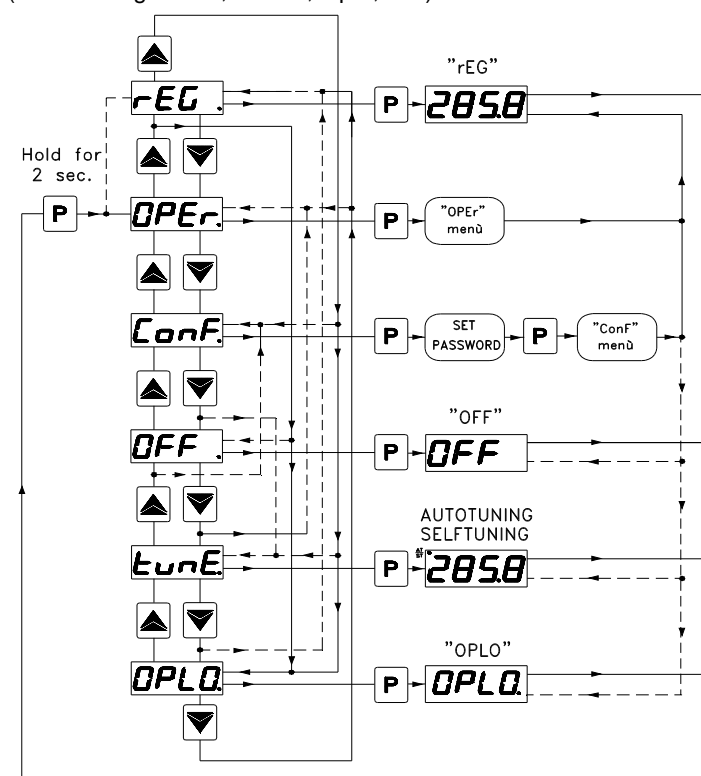 "rEG"
rEG.
P
285.8
Hold for
2 sec.
P
OPEr.
P
"OPEr"
menù
ConF.
P
SET
PASSWORD
P
"ConF"
menù
"OFF"
OFF.
P
OFF
AUTOTUNING
SELFTUNING
tunE.
P
285.8
"OPLO"
OPLO.
P
OPLO.